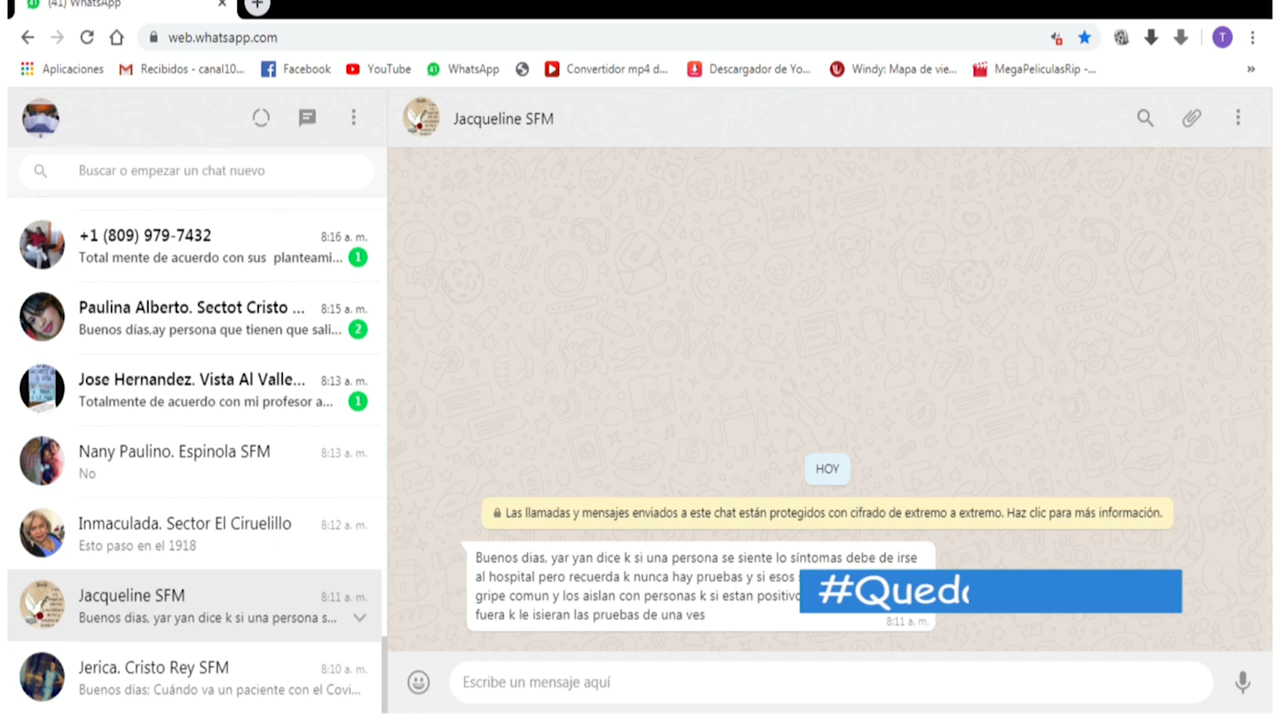 (41) WhatsApp
web.whatsapp.com
T
Aplicaciones Recibidos - canal10... Facebook YouTube WhatsApp Convertidor mp4 d... Descargador de Yo... Windy: Mapa de vie... MegaPeliculasRip -... »
Jacqueline SFM
Buscar o empezar un chat nuevo
+1 (809) 979-7432 8:16 a. m.
Total mente de acuerdo con sus planteami... 1
Paulina Alberto. Sectot Cristo ... 8:15 a. m.
Buenos días,ay persona que tienen que sali... 2
Jose Hernandez. Vista Al Valle... 8:13 a. m.
Totalmente de acuerdo con mi profesor a... 1
Nany Paulino. Espinola SFM 8:13 a. m.
No
Inmaculada. Sector El Ciruelillo 8:12 a. m.
Esto paso en el 1918
Jacqueline SFM 8:11 a. m.
Buenos dias, yar yan dice k si una persona s...
Jerica. Cristo Rey SFM 8:10 a. m.
Buenos días: Cuándo va un paciente con el Covi...
HOY
Las llamadas y mensajes enviados a este chat están protegidos con cifrado de extremo a extremo. Haz clic para más información.
Buenos dias, yar yan dice k si una persona se siente lo síntomas debe de irse
al hospital pero recuerda k nunca hay pruebas y si esos
gripe comun y los aislan con personas k si estan positivo
fuera k le isieran las pruebas de una ves
8:11 a. m.
#Queda
Escribe un mensaje aquí